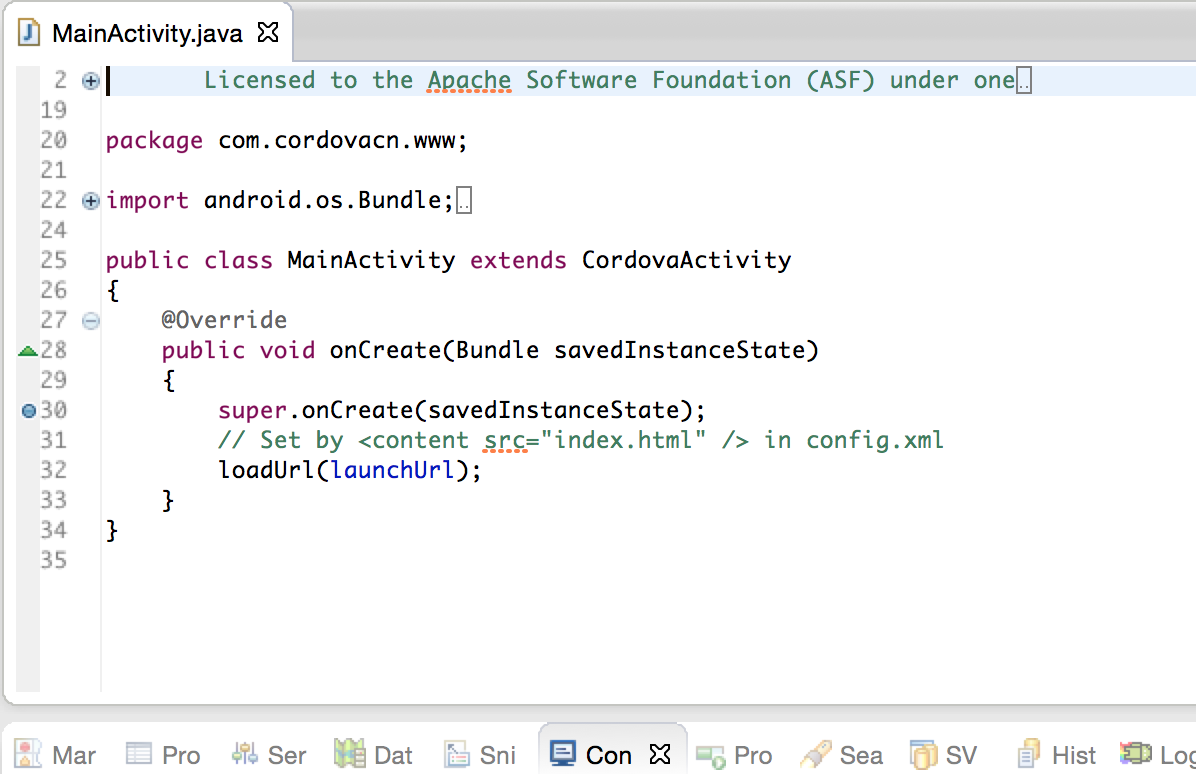 MainActivity.java
2 Licensed to the Apache Software Foundation (ASF) under one..
19
20 package com.cordovacn.www;
21
22 import android.os.Bundle;..
24
25 public class MainActivity extends CordovaActivity
26 {
27 @Override
28 public void onCreate(Bundle savedInstanceState)
29 {
30 super.onCreate(savedInstanceState);
31 // Set by <content src="index.html" /> in config.xml
32 loadUrl(launchUrl);
33 }
34 }
35
Mar Pro Ser Dat Sni Con Pro Sea SV Hist Log